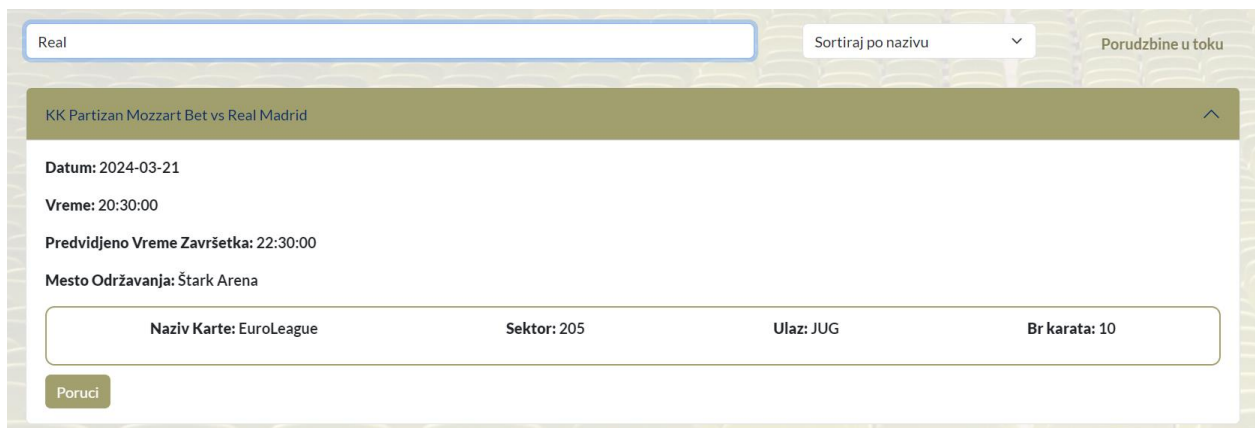 Real
Sortiraj po nazivu
Porudzbine u toku
KK Partizan Mozzart Bet vs Real Madrid
Datum: 2024-03-21
Vreme: 20:30:00
Predvidjeno Vreme Završetka: 22:30:00
Mesto Održavanja: Štark Arena
Naziv Karte: EuroLeague Sektor: 205 Ulaz: JUG Br karata: 10
Poruci